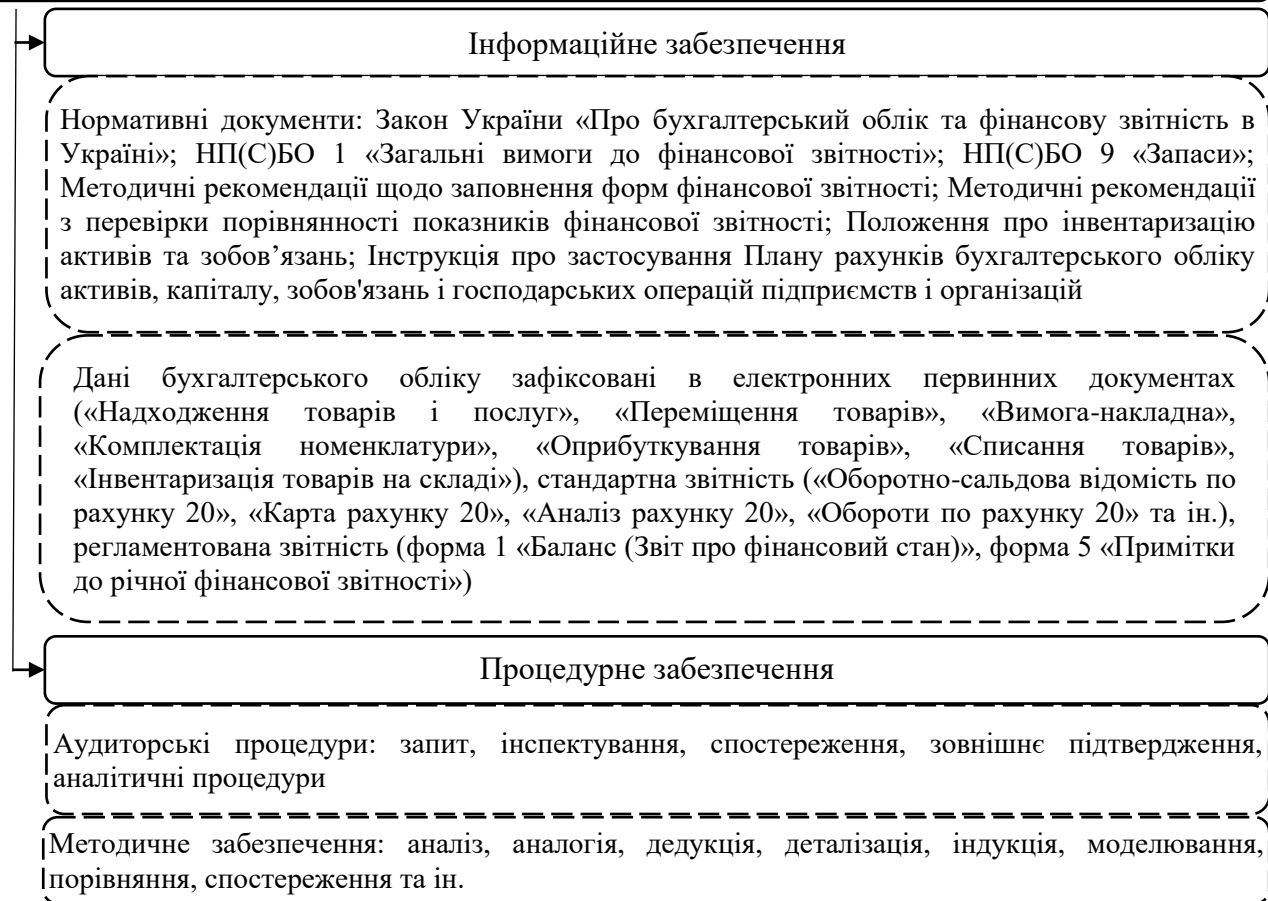 Інформаційне забезпечення
Нормативні документи: Закон України «Про бухгалтерський облік та фінансову звітність в
Україні»; НП(С)БО 1 «Загальні вимоги до фінансової звітності»; НП(С)БО 9 «Запаси»;
Методичні рекомендації щодо заповнення форм фінансової звітності; Методичні рекомендації
з перевірки порівнянності показників фінансової звітності; Положення про інвентаризацію
активів та зобов’язань; Інструкція про застосування Плану рахунків бухгалтерського обліку
активів, капіталу, зобов'язань і господарських операцій підприємств і організацій
Дані бухгалтерського обліку зафіксовані в електронних первинних документах
(«Надходження товарів і послуг», «Переміщення товарів», «Вимога-накладна»,
«Комплектація номенклатури», «Оприбуткування товарів», «Списання товарів»,
«Інвентаризація товарів на складі»), стандартна звітність («Оборотно-сальдова відомість по
рахунку 20», «Карта рахунку 20», «Аналіз рахунку 20», «Обороти по рахунку 20» та ін.),
регламентована звітність (форма 1 «Баланс (Звіт про фінансовий стан)», форма 5 «Примітки
до річної фінансової звітності»)
Процедурне забезпечення
Аудиторські процедури: запит, інспектування, спостереження, зовнішнє підтвердження,
аналітичні процедури
Методичне забезпечення: аналіз, аналогія, дедукція, деталізація, індукція, моделювання,
порівняння, спостереження та ін.